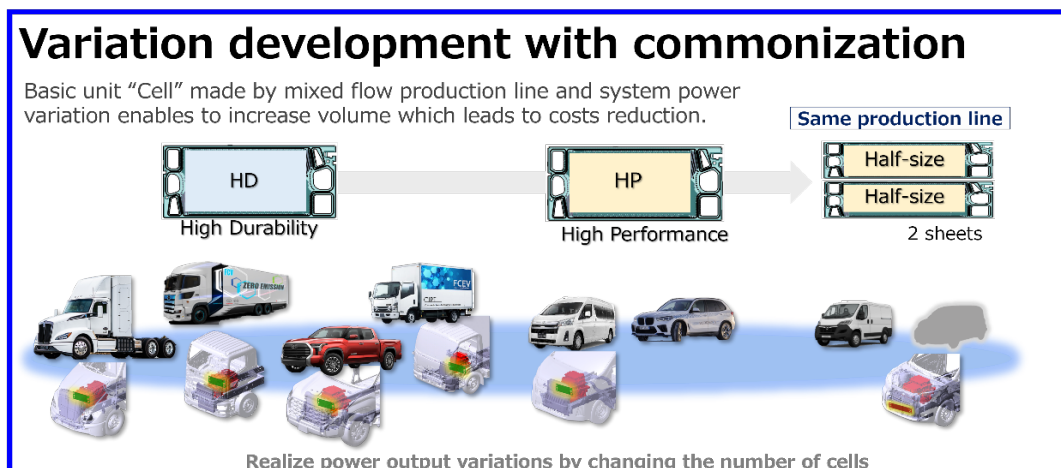 Variation development with commonization
Basic unit “Cell” made by mixed flow production line and system power
variation enables to increase volume which leads to costs reduction.
Same production line
HD
High Durability
HP
High Performance
Half-size
Half-size
2 sheets
FCV
ZERO EMISSION
FCEV
Realize power output variations by changing the number of cells